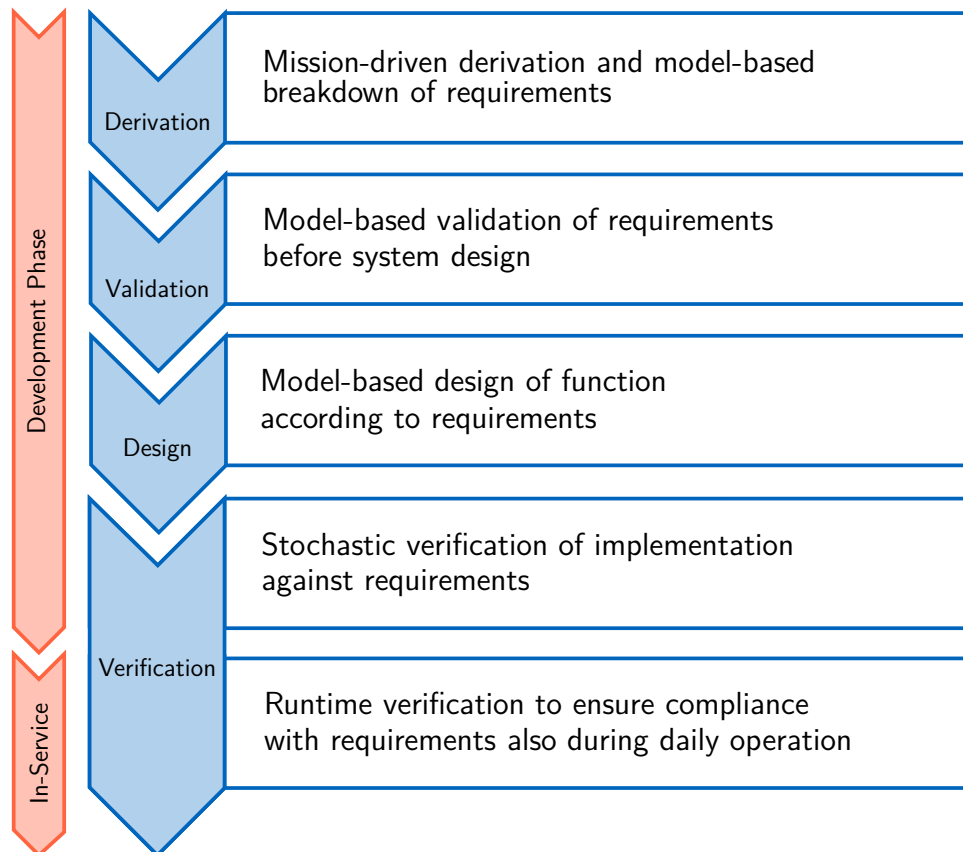 Development Phase
In-Service
Derivation
Mission-driven derivation and model-based
breakdown of requirements
Validation
Model-based validation of requirements
before system design
Design
Model-based design of function
according to requirements
Verification
Stochastic verification of implementation
against requirements
Runtime verification to ensure compliance
with requirements also during daily operation